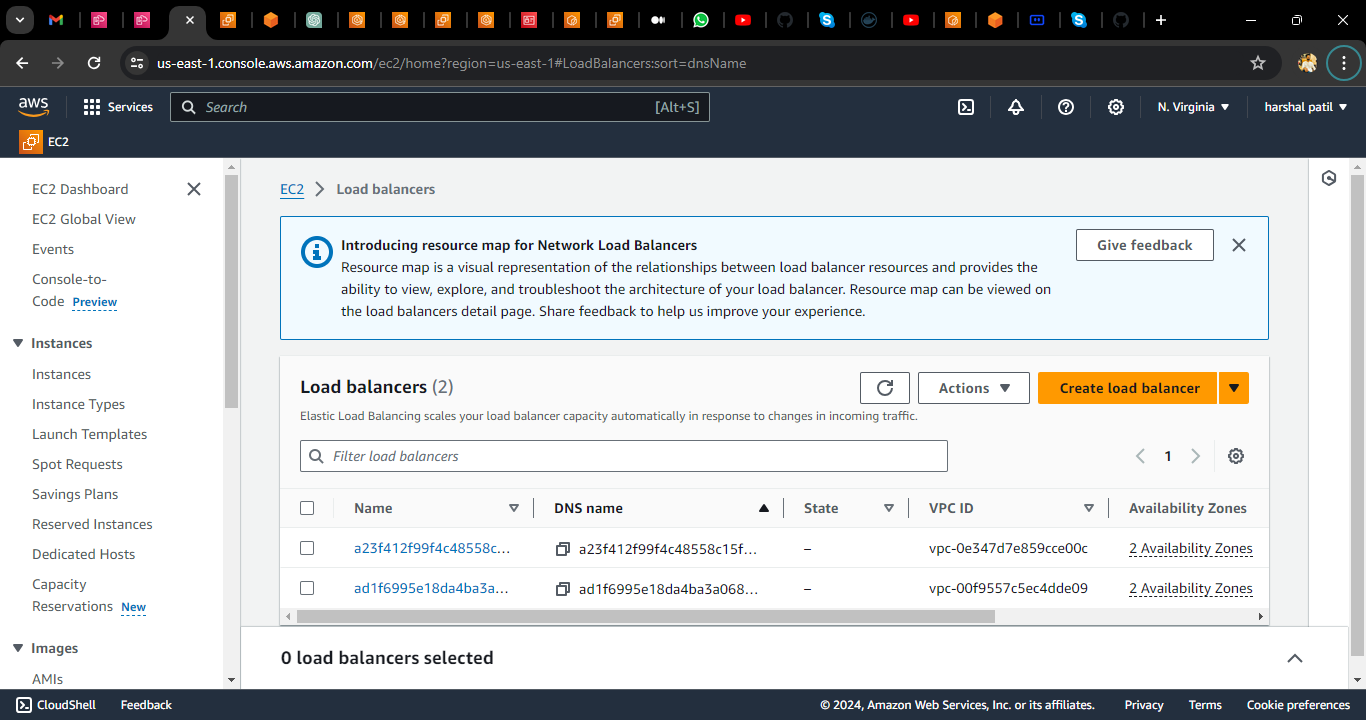 us-east-1.console.aws.amazon.com/ec2/home?region=us-east-1#LoadBalancers:sort=dnsName
aws
Services
Search
[Alt+S]
N. Virginia
harshal patil
EC2
EC2 Dashboard
EC2 Global View
Events
Console-to-
Code Preview
Instances
Instances
Instance Types
Launch Templates
Spot Requests
Savings Plans
Reserved Instances
Dedicated Hosts
Capacity
Reservations New
Images
AMIs
EC2 > Load balancers
Introducing resource map for Network Load Balancers
Resource map is a visual representation of the relationships between load balancer resources and provides the
ability to view, explore, and troubleshoot the architecture of your load balancer. Resource map can be viewed on
the load balancers detail page. Share feedback to help us improve your experience.
Give feedback
Load balancers (2)
Actions
Create load balancer
Elastic Load Balancing scales your load balancer capacity automatically in response to changes in incoming traffic.
Filter load balancers
1
Name DNS name State VPC ID Availability Zones
a23f412f99f4c48558c... a23f412f99f4c48558c15f... – vpc-0e347d7e859cce00c 2 Availability Zones
ad1f6995e18da4ba3a... ad1f6995e18da4ba3a068... – vpc-00f9557c5ec4dde09 2 Availability Zones
0 load balancers selected
CloudShell Feedback © 2024, Amazon Web Services, Inc. or its affiliates. Privacy Terms Cookie preferences